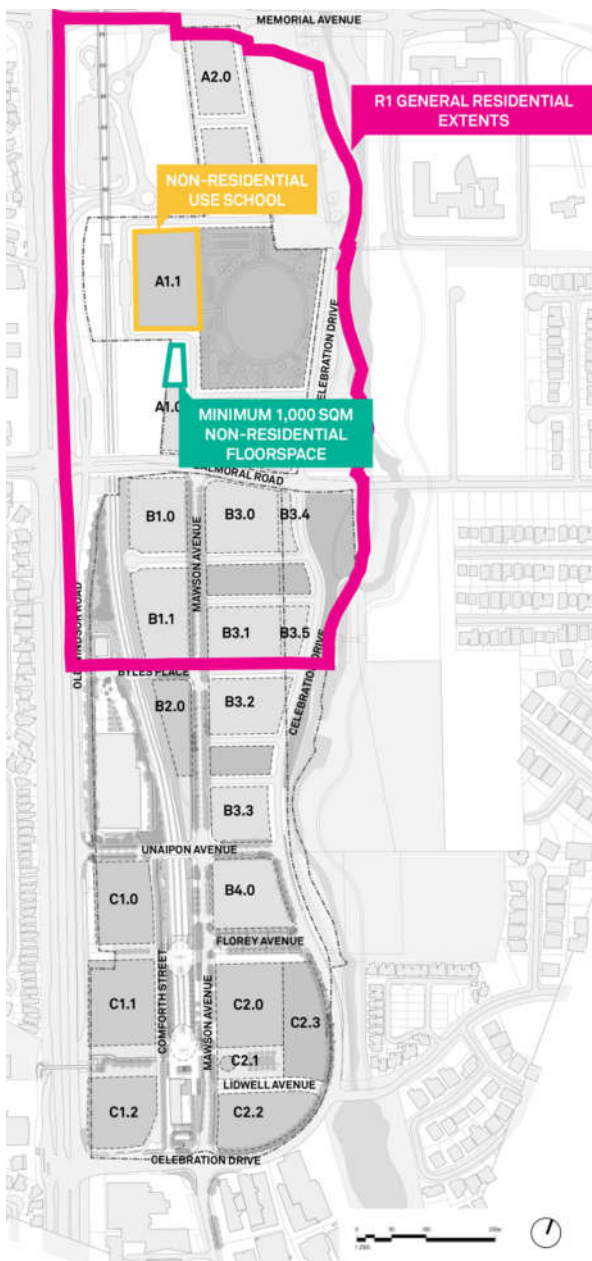 MEMORIAL AVENUE
A2.0
R1 GENERAL RESIDENTIAL
EXTENTS
NON-RESIDENTIAL
USE SCHOOL
A1.1
CELEBRATION DRIVE
A1.0
MINIMUM 1,000 SQM
NON-RESIDENTIAL
FLOORSPACE
BALMORAL ROAD
B1.0
B3.0
B3.4
MAWSON AVENUE
OLD WINDSOR ROAD
B1.1
B3.1
B3.5
BYLES PLACE
CELEBRATION DRIVE
B2.0
B3.2
B3.3
UNAIPON AVENUE
C1.0
B4.0
FLOREY AVENUE
COMFORTH STREET
MAWSON AVENUE
C1.1
C2.0
C2.3
C2.1
LIDWELL AVENUE
C1.2
C2.2
CELEBRATION DRIVE